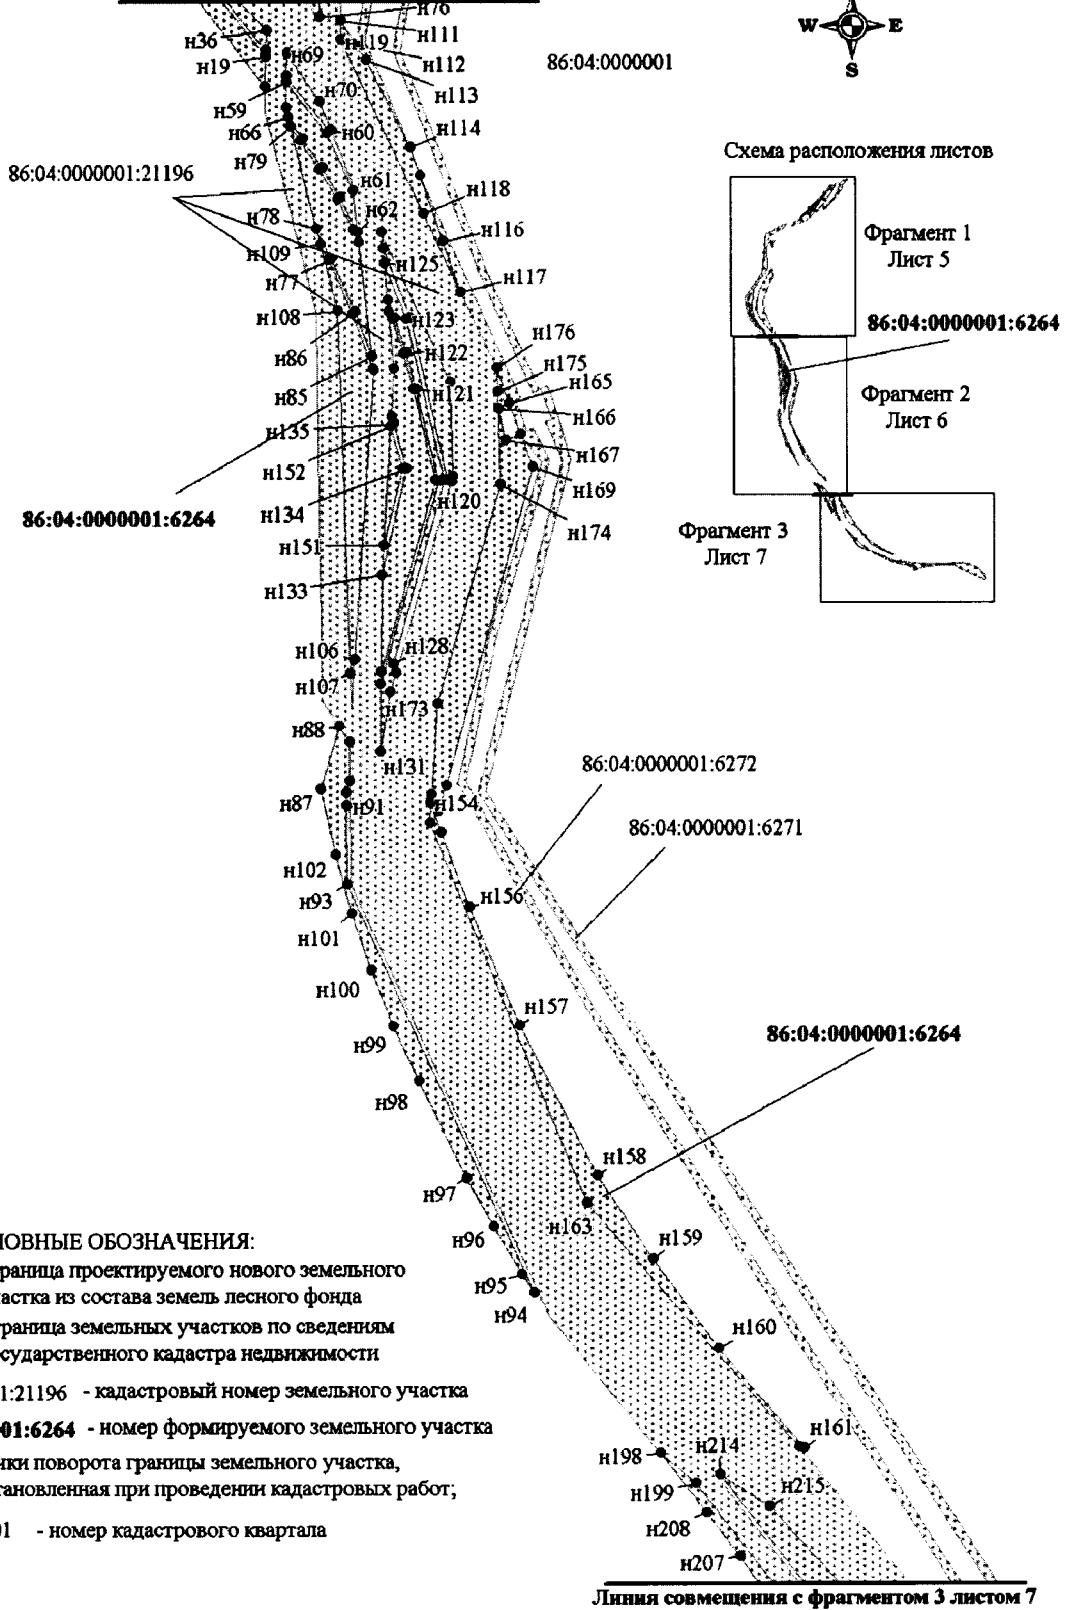 н76
н111
н36
н119
н19
н69
н112
86:04:0000001
W
E
S
н113
н59
н70
н66
н60
н114
н79
Схема расположения листов
86:04:0000001:21196
н61
н118
н78
н62
н116
Фрагмент 1
Лист 5
н109
н125
н77
н117
н108
н123
86:04:0000001:6264
н176
н86
н122
н175
н165
н85
н121
Фрагмент 2
Лист 6
н166
н135
н167
н152
н169
н120
86:04:0000001:6264
н134
н174
Фрагмент 3
Лист 7
н151
н133
н106
н128
н107
н173
н88
н131
86:04:0000001:6272
н87
н91
н154
86:04:0000001:6271
н102
н93
н156
н101
н100
н157
н99
86:04:0000001:6264
н98
н158
н97
н163
н96
н159
ОВНЫЕ ОБОЗНАЧЕНИЯ:
раница проектируемого нового земельного
астка из состава земель лесного фонда
н95
н94
раница земельных участков по сведениям
сударственного кадастра недвижимости
н160
1:21196 - кадастровый номер земельного участка
01:6264 - номер формируемого земельного участка
н161
чки поворота границы земельного участка,
тановленная при проведении кадастровых работ;
н198
н214
н199
н215
01 - номер кадастрового квартала
н208
н207
Линия совмещения с фрагментом 3 листом 7